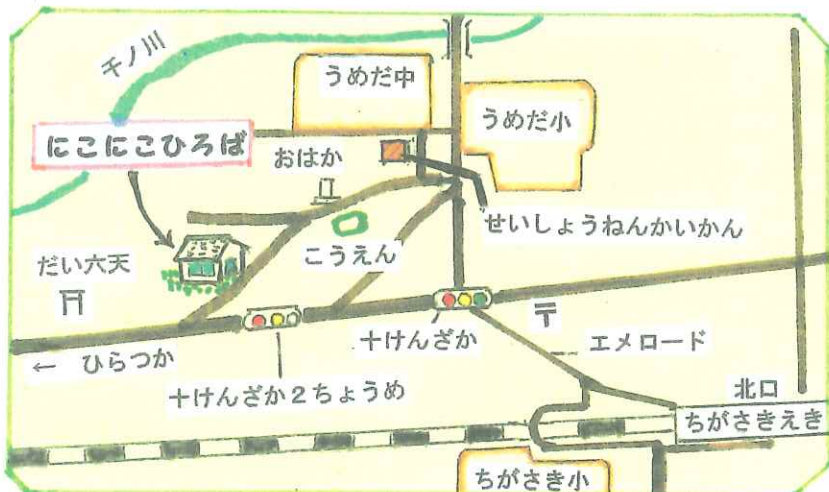 千ノ川
うめだ中
うめだ小
にこにこひろば
おはか
せいしょうねんかいかん
こうえん
だい六天
〒
十けんざか
エメロード
← ひらつか
十けんざか2ちょうめ
北口
ちがさきえき
ちがさき小